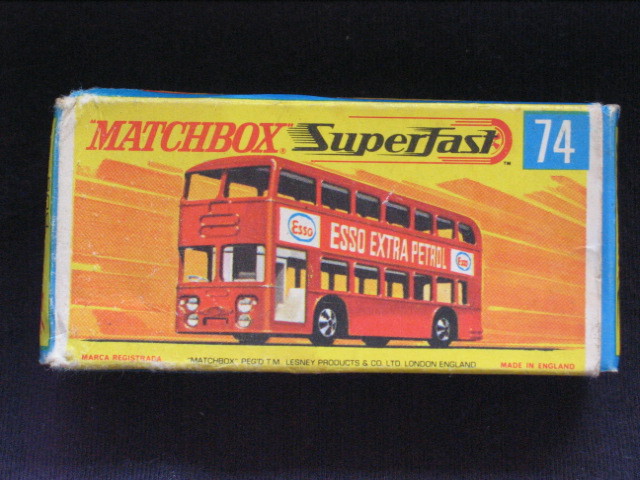 "MATCHBOX" Superfast 74
TM
Esso
ESSO EXTRA PETROL
Esso
MARCA REGISTRADA "MATCHBOX" REG'D T.M. LESNEY PRODUCTS & CO. LTD. LONDON ENGLAND MADE IN ENGLAND